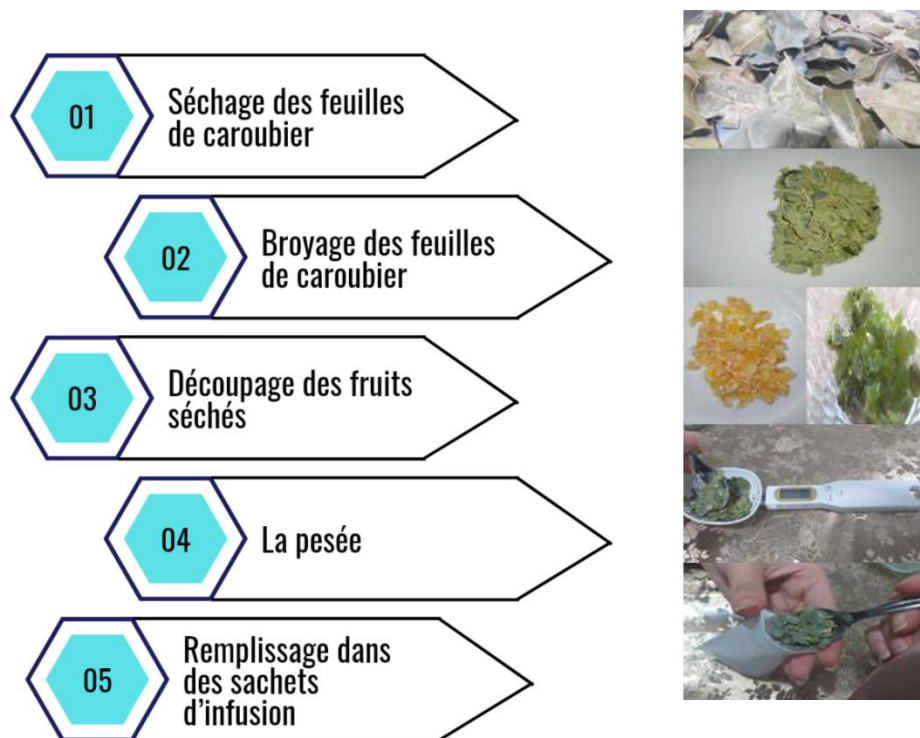 01
Séchage des feuilles
de caroubier
02
Broyage des feuilles
de caroubier
03
Découpage des fruits
séchés
04
La pesée
05
Remplissage dans
des sachets
d'infusion